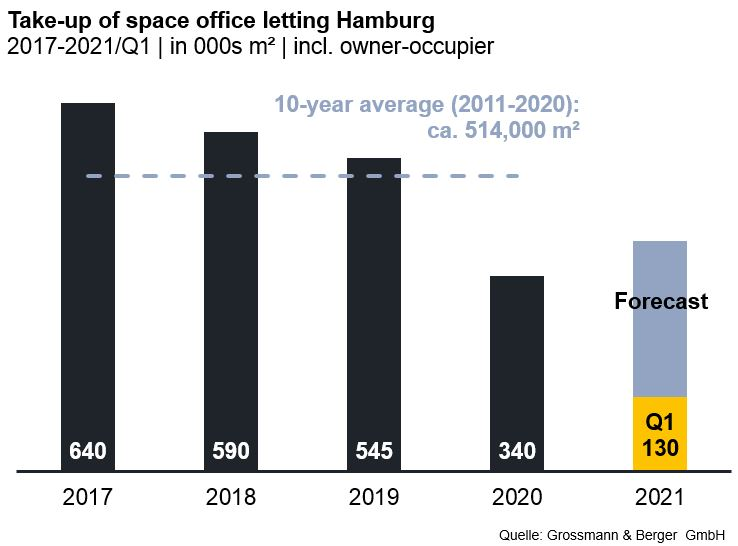 Take-up of space office letting Hamburg
2017-2021/Q1 | in 000s m² | incl. owner-occupier
10-year average (2011-2020):
ca. 514,000 m²
Forecast
Q1
640 590 545 340 130
2017 2018 2019 2020 2021
Quelle: Grossmann & Berger GmbH